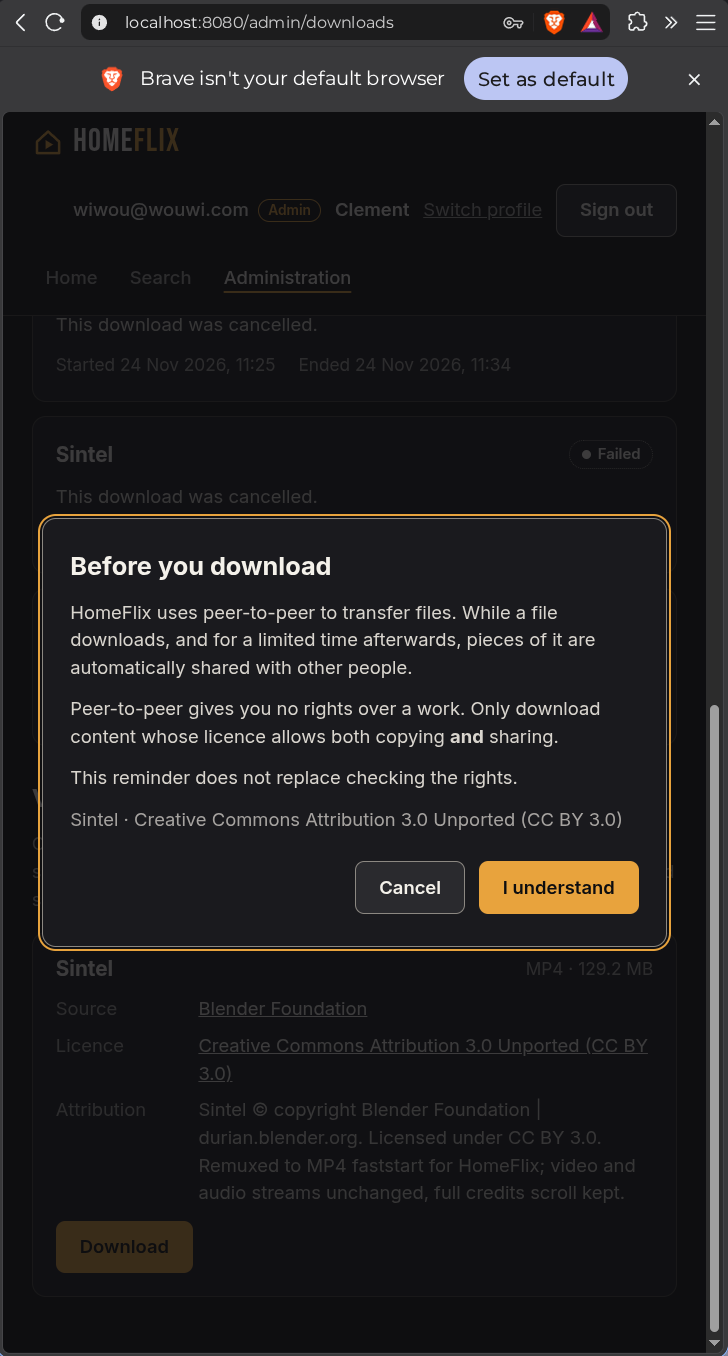 localhost:8080/admin/downloads
Brave isn't your default browser
Set as default
HOMEFLIX
wiwou@wouwi.com
Admin
Clement
Switch profile
Sign out
Home
Search
Administration
This download was cancelled.
Started 24 Nov 2026, 11:25
Ended 24 Nov 2026, 11:34
Sintel
Failed
This download was cancelled.
Before you download
HomeFlix uses peer-to-peer to transfer files. While a file
downloads, and for a limited time afterwards, pieces of it are
automatically shared with other people.
Peer-to-peer gives you no rights over a work. Only download
content whose licence allows both copying and sharing.
This reminder does not replace checking the rights.
Sintel · Creative Commons Attribution 3.0 Unported (CC BY 3.0)
Cancel
I understand
Sintel
MP4 · 129.2 MB
Source
Blender Foundation
Licence
Creative Commons Attribution 3.0 Unported (CC BY
3.0)
Attribution
Sintel © copyright Blender Foundation |
durian.blender.org. Licensed under CC BY 3.0.
Remuxed to MP4 faststart for HomeFlix; video and
audio streams unchanged, full credits scroll kept.
Download